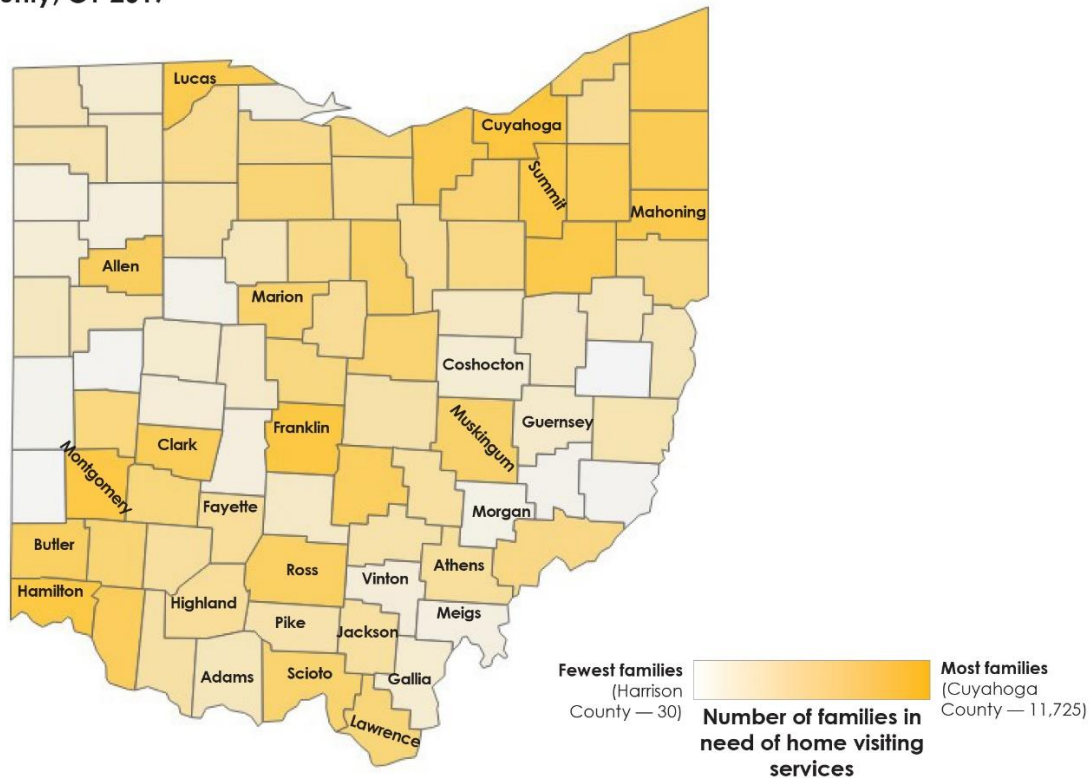 Lucas
Cuyahoga
Summit
Mahoning
Allen
Marion
Coshocton
Franklin
Muskingum
Guernsey
Clark
Montgomery
Fayette
Morgan
Butler
Ross
Vinton
Athens
Hamilton
Highland
Pike
Jackson
Meigs
Adams
Scioto
Gallia
Lawrence
Fewest families
(Harrison
County — 30)
Number of families in
need of home visiting
services
Most families
(Cuyahoga
County — 11,725)